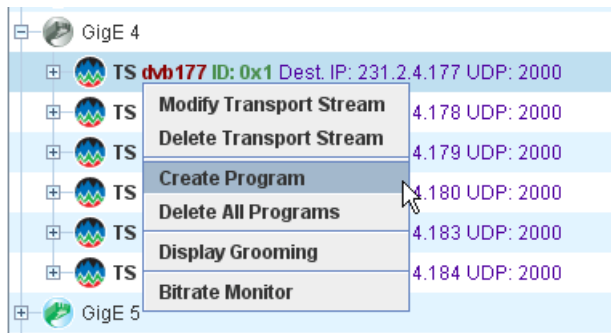 GigE 4
TS dvb177 ID: 0x1 Dest. IP: 231.2.4.177 UDP: 2000
Modify Transport Stream
TS 4.178 UDP: 2000
Delete Transport Stream
TS 4.179 UDP: 2000
Create Program
TS 4.180 UDP: 2000
Delete All Programs
TS 4.183 UDP: 2000
Display Grooming
TS 4.184 UDP: 2000
Bitrate Monitor
GigE 5